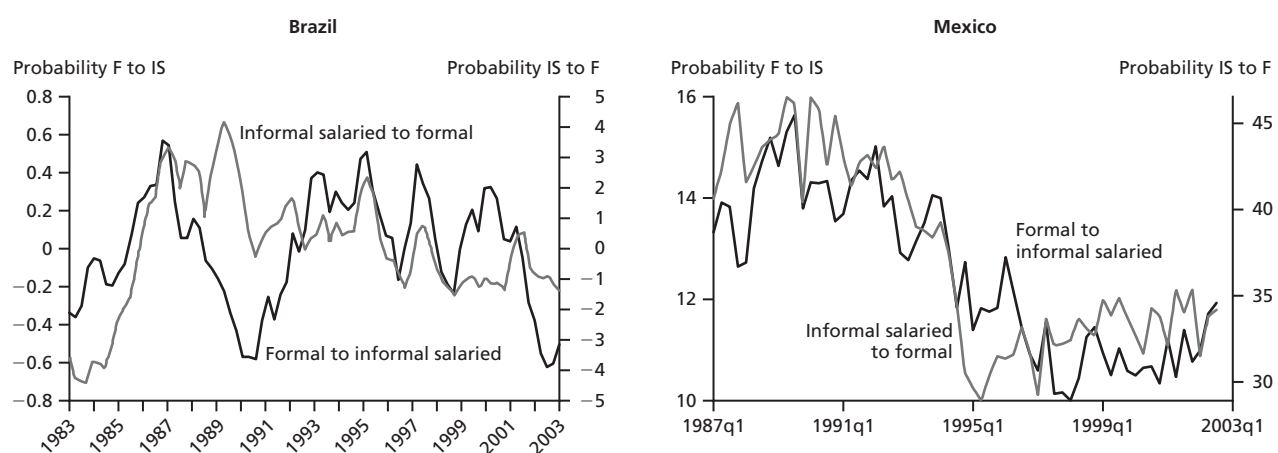 Brazil
Probability F to IS
Probability IS to F
0.8
0.6
0.4
0.2
0
−0.2
−0.4
−0.6
−0.8
5
4
3
2
1
0
−1
−2
−3
−4
−5
Informal salaried to formal
Formal to informal salaried
1983
1985
1987
1989
1991
1993
1995
1997
1999
2001
2003
Mexico
Probability F to IS
Probability IS to F
16
14
12
10
45
40
35
30
Formal to
informal salaried
Informal salaried
to formal
1987q1
1991q1
1995q1
1999q1
2003q1